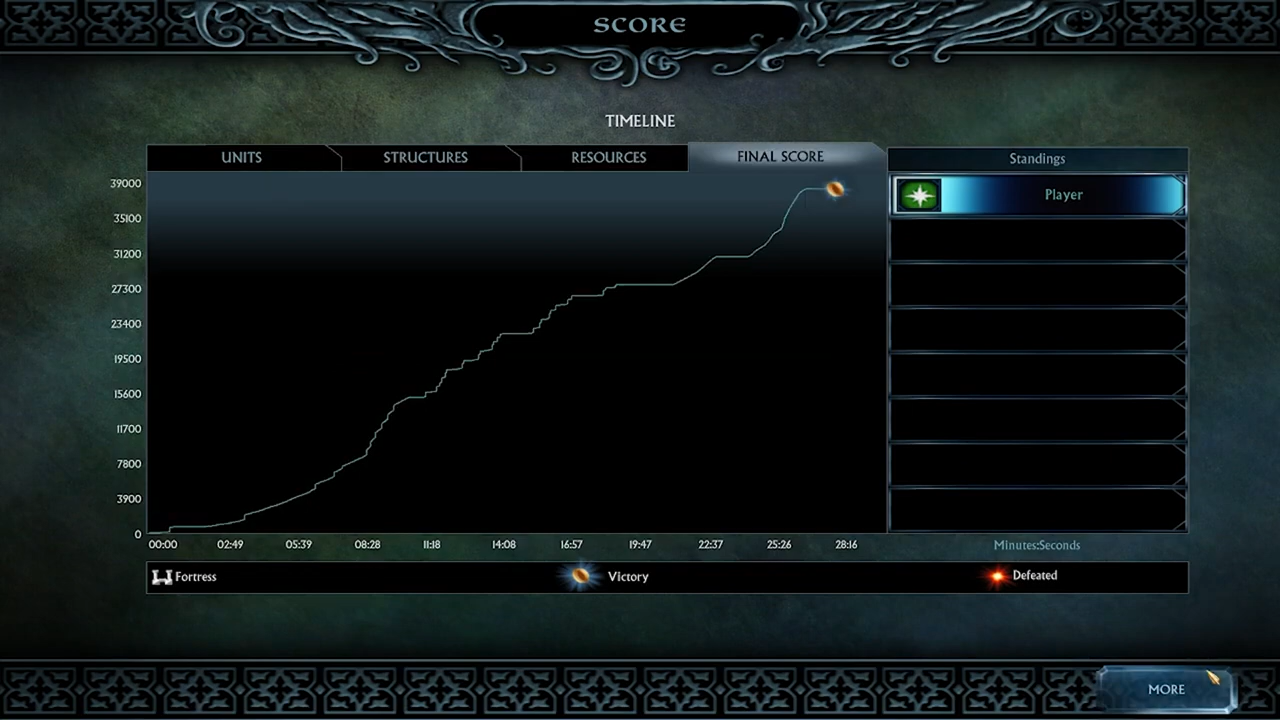 SCORE
TIMELINE
UNITS STRUCTURES RESOURCES FINAL SCORE Standings
Player
39000
35100
31200
27300
23400
19500
15600
11700
7800
3900
0
00:00 02:49 05:39 08:28 11:18 14:08 16:57 19:47 22:37 25:26 28:16 Minutes:Seconds
Fortress Victory Defeated
MORE